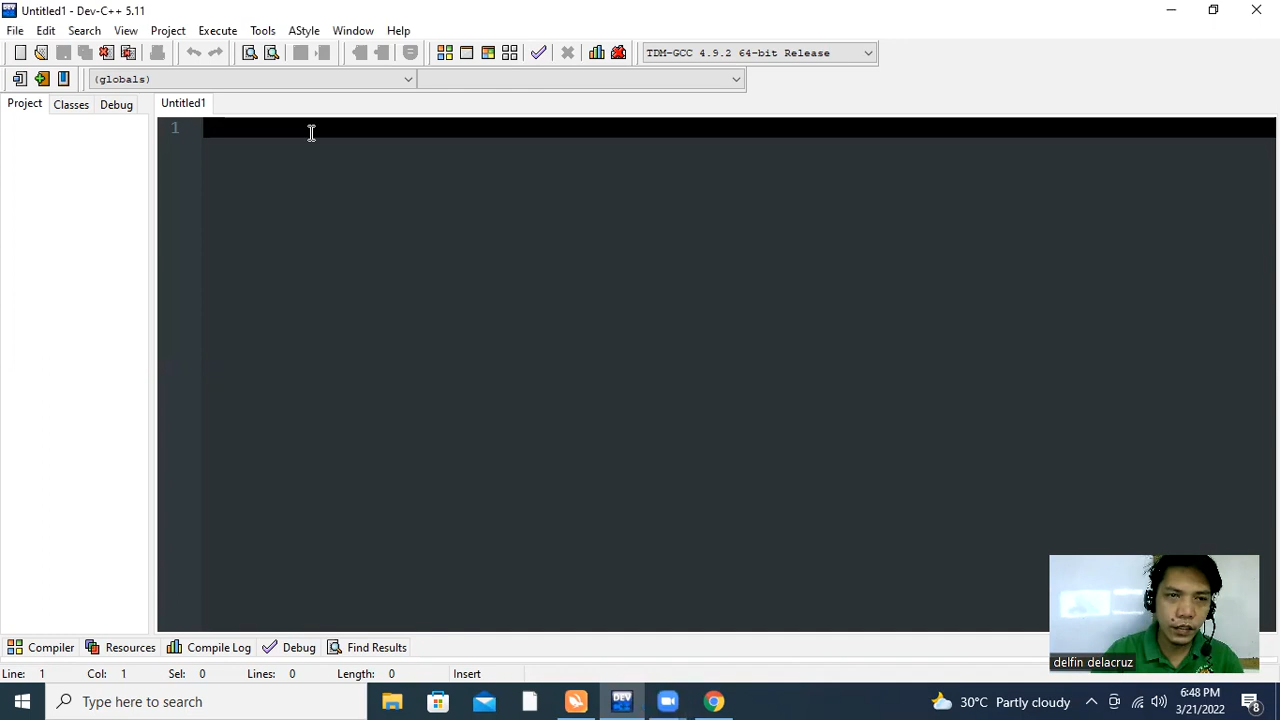 Untitled1 - Dev-C++ 5.11
File Edit Search View Project Execute Tools AStyle Window Help
TDM-GCC 4.9.2 64-bit Release
(globals)
Project Classes Debug Untitled1
1
delfin delacruz
Compiler Resources Compile Log Debug Find Results
Line: 1 Col: 1 Sel: 0 Lines: 0 Length: 0 Insert
Type here to search DEV 30°C Partly cloudy 6:48 PM
3/21/2022 8